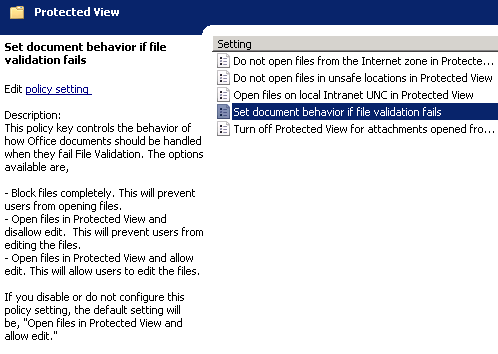 Protected View
Set document behavior if file
validation fails
Edit policy setting
Description:
This policy key controls the behavior of
how Office documents should be handled
when they fail File Validation. The options
available are,
- Block files completely. This will prevent
users from opening files.
- Open files in Protected View and
disallow edit.  This will prevent users from
editing the files.
- Open files in Protected View and allow
edit. This will allow users to edit the files.
If you disable or do not configure this
policy setting, the default setting will
be, "Open files in Protected View and
allow edit."
Setting
Do not open files from the Internet zone in Protecte...
Do not open files in unsafe locations in Protected View
Open files on local Intranet UNC in Protected View
Set document behavior if file validation fails
Turn off Protected View for attachments opened fro...